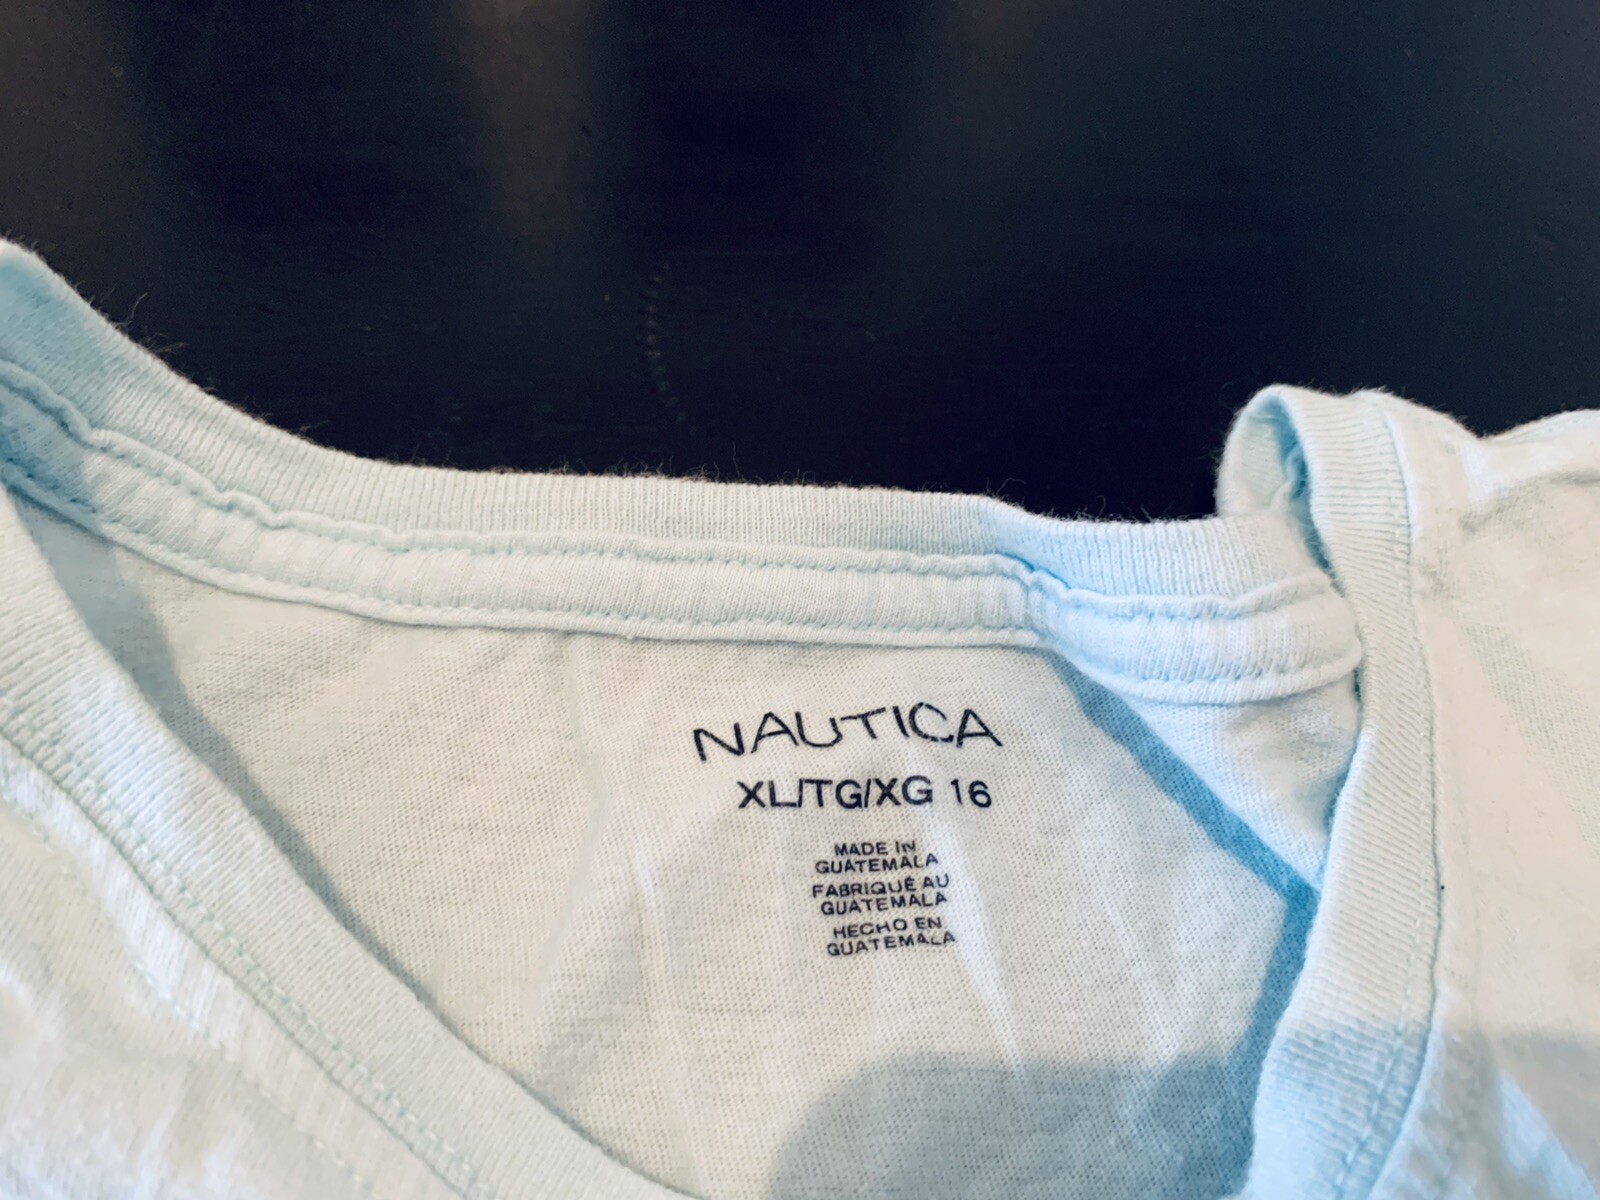 NAUTICA
XL/TG/XG 16
MADE IN
GUATEMALA
FABRIQUÉ AU
GUATEMALA
HECHO EN
GUATEMALA